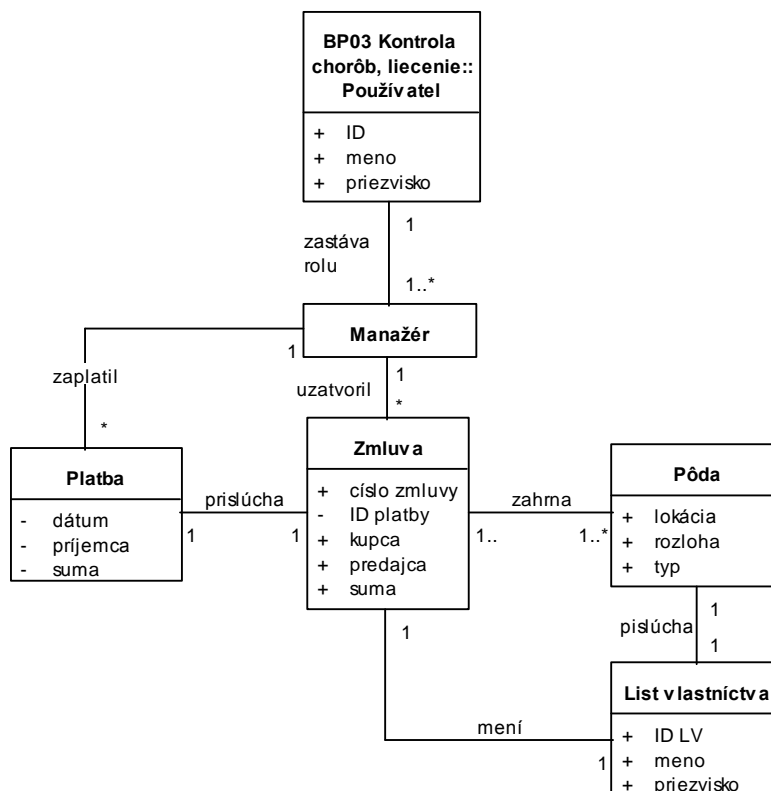 BP03 Kontrola
chorôb, liecenie::
Používatel
+ ID
+ meno
+ priezvisko
1
zastáva
rolu
1..*
Manažér
1
zaplatil
*
1
uzatvoril
*
Platba
- dátum
- príjemca
- suma
prislúcha
1
1
Zmluva
+ císlo zmluvy
- ID platby
+ kupca
+ predajca
+ suma
zahrna
1..
1..*
Pôda
+ lokácia
+ rozloha
+ typ
1
pislúcha
1
1
mení
1
List vlastníctva
+ ID LV
+ meno
+ priezvisko